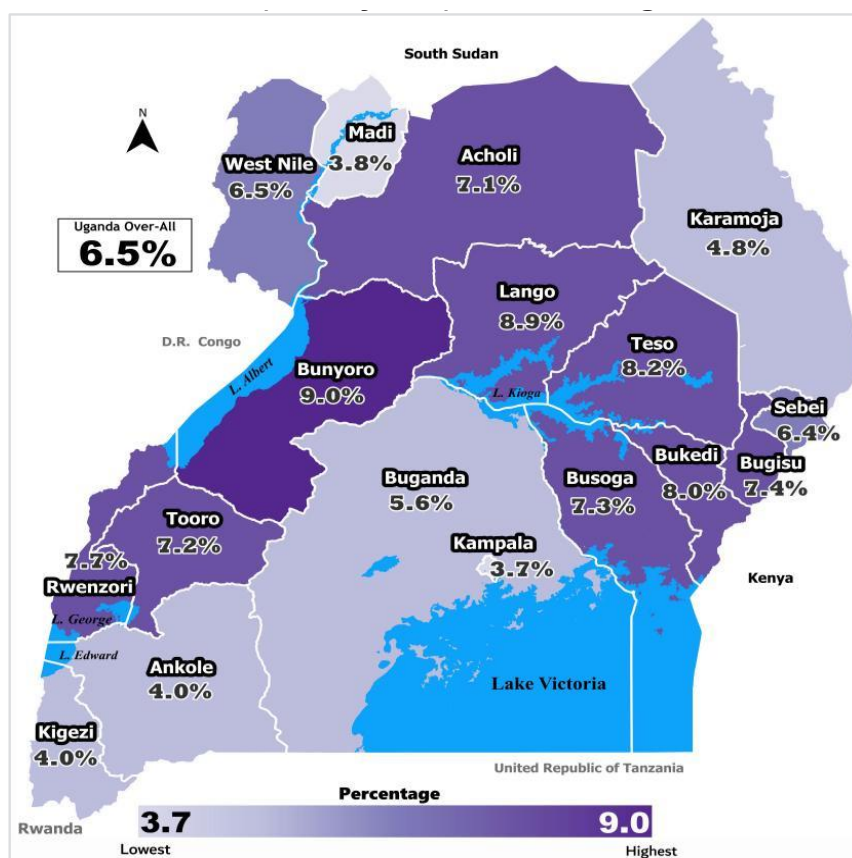 South Sudan
N
Madi
3.8%
West Nile
6.5%
Acholi
7.1%
Karamoja
4.8%
Uganda Over-All
6.5%
Lango
8.9%
D.R. Congo
Teso
8.2%
L. Albert
Bunyoro
9.0%
L. Kioga
Sebei
6.4%
Bukedi
8.0%
Bugisu
7.4%
Buganda
5.6%
Busoga
7.3%
Tooro
7.2%
Kampala
3.7%
7.7%
Rwenzori
Kenya
L. George
L. Edward
Ankole
4.0%
Lake Victoria
Kigezi
4.0%
United Republic of Tanzania
Percentage
3.7
9.0
Rwanda
Lowest
Highest